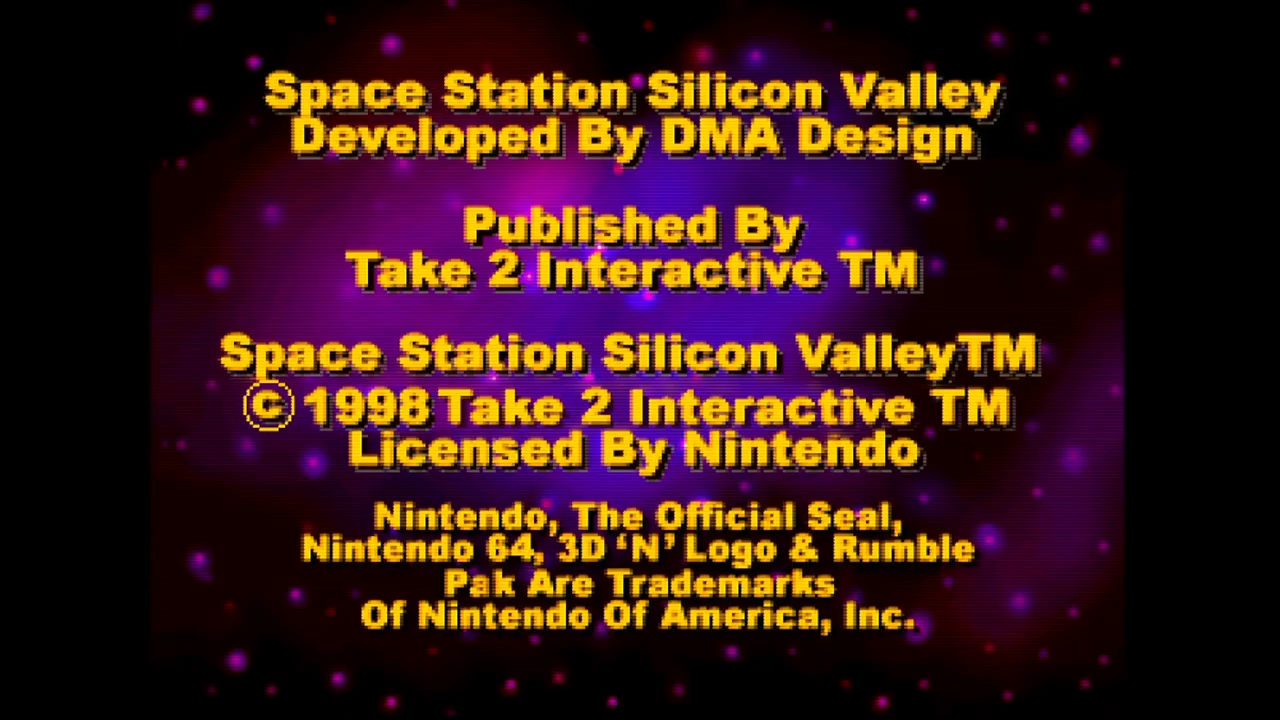 Space Station Silicon Valley
Developed By DMA Design
Published By
Take 2 Interactive TM
Space Station Silicon ValleyTM
© 1998 Take 2 Interactive TM
Licensed By Nintendo
Nintendo, The Official Seal,
Nintendo 64, 3D ‘N’ Logo & Rumble
Pak Are Trademarks
Of Nintendo Of America, Inc.